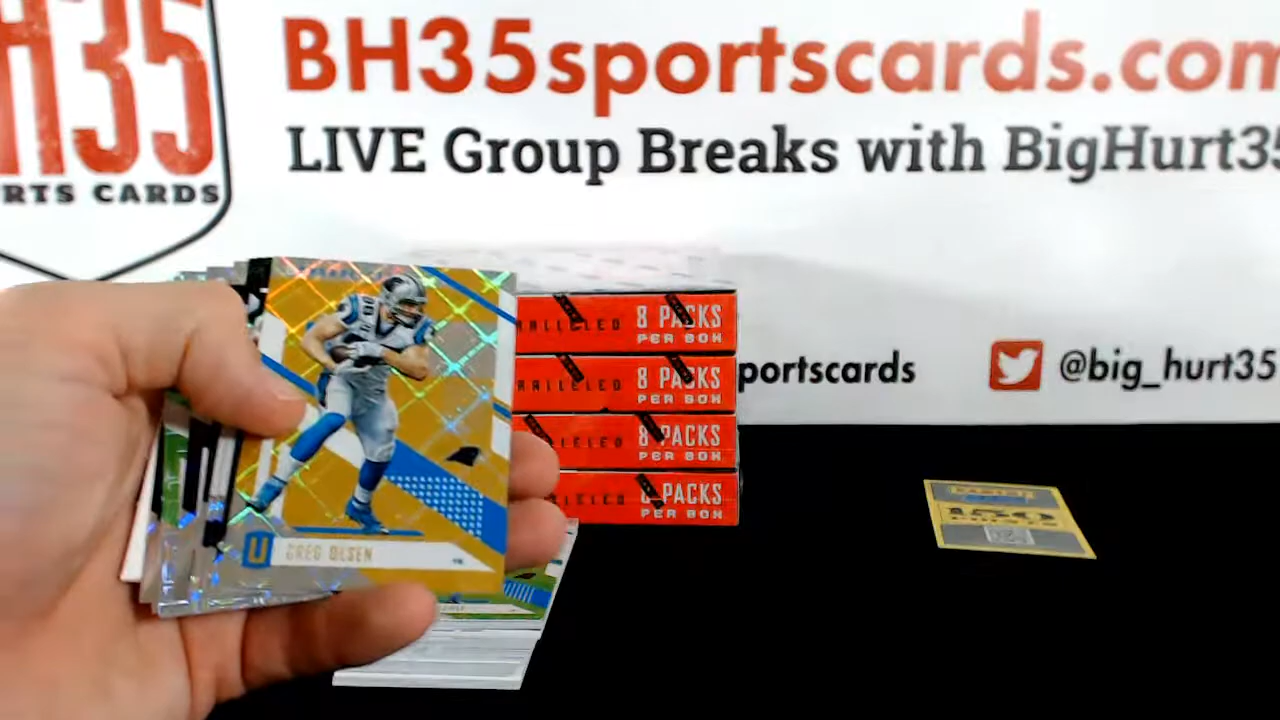 H35
RTS CARDS
BH35sportscards.com
LIVE Group Breaks with BigHurt35
portscards
@big_hurt35
8 PACKS
PER BOX
8 PACKS
PER BOX
8 PACKS
PER BOX
PACKS
PER BOX
U GREG OLSEN
150